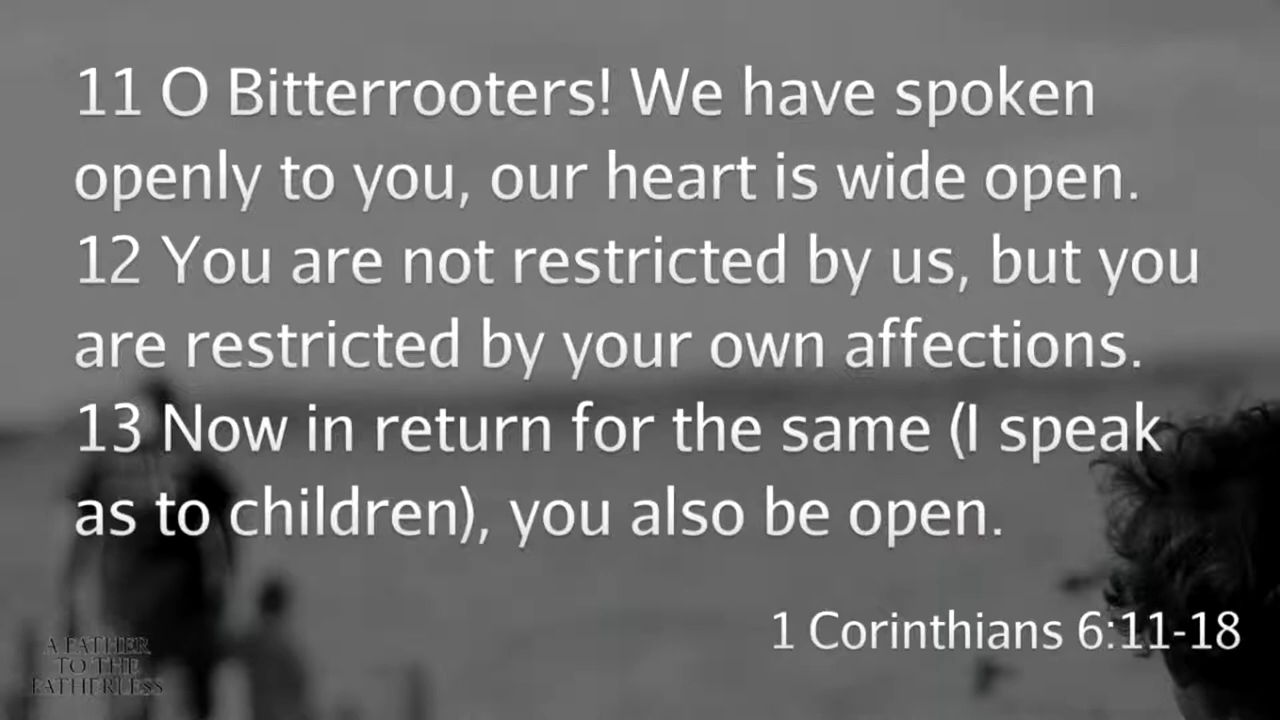 11 O Bitterrooters! We have spoken
openly to you, our heart is wide open.
12 You are not restricted by us, but you
are restricted by your own affections.
13 Now in return for the same (I speak
as to children), you also be open.
1 Corinthians 6:11-18
A FATHER
TO THE
FATHERLESS